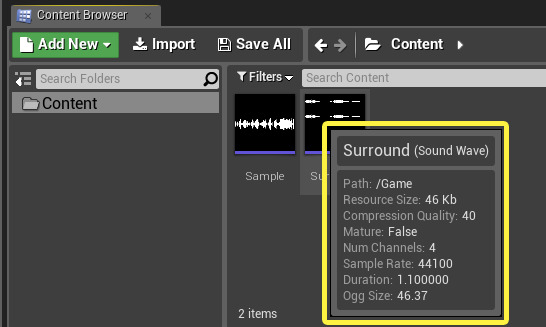 Content Browser
Add New Import Save All Content
Search Folders
Filters Search Content
Content
Surround (Sound Wave)
Sample
Path: /Game
Resource Size: 46 Kb
Compression Quality: 40
Mature: False
Num Channels: 4
Sample Rate: 44100
Duration: 1.100000
Ogg Size: 46.37
2 items